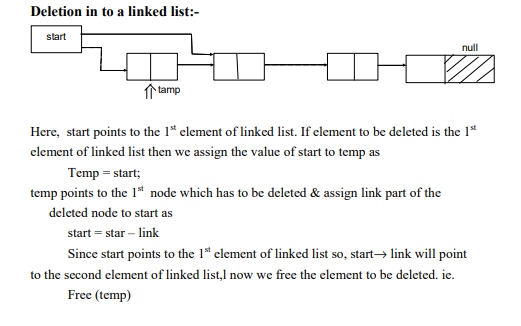 Deletion in to a linked list:-
start
null
tamp
Here, start points to the 1st element of linked list. If element to be deleted is the 1st
element of linked list then we assign the value of start to temp as
Temp = start;
temp points to the 1st node which has to be deleted & assign link part of the
deleted node to start as
start = star – link
Since start points to the 1st element of linked list so, start→ link will point
to the second element of linked list,l now we free the element to be deleted. ie.
Free (temp)